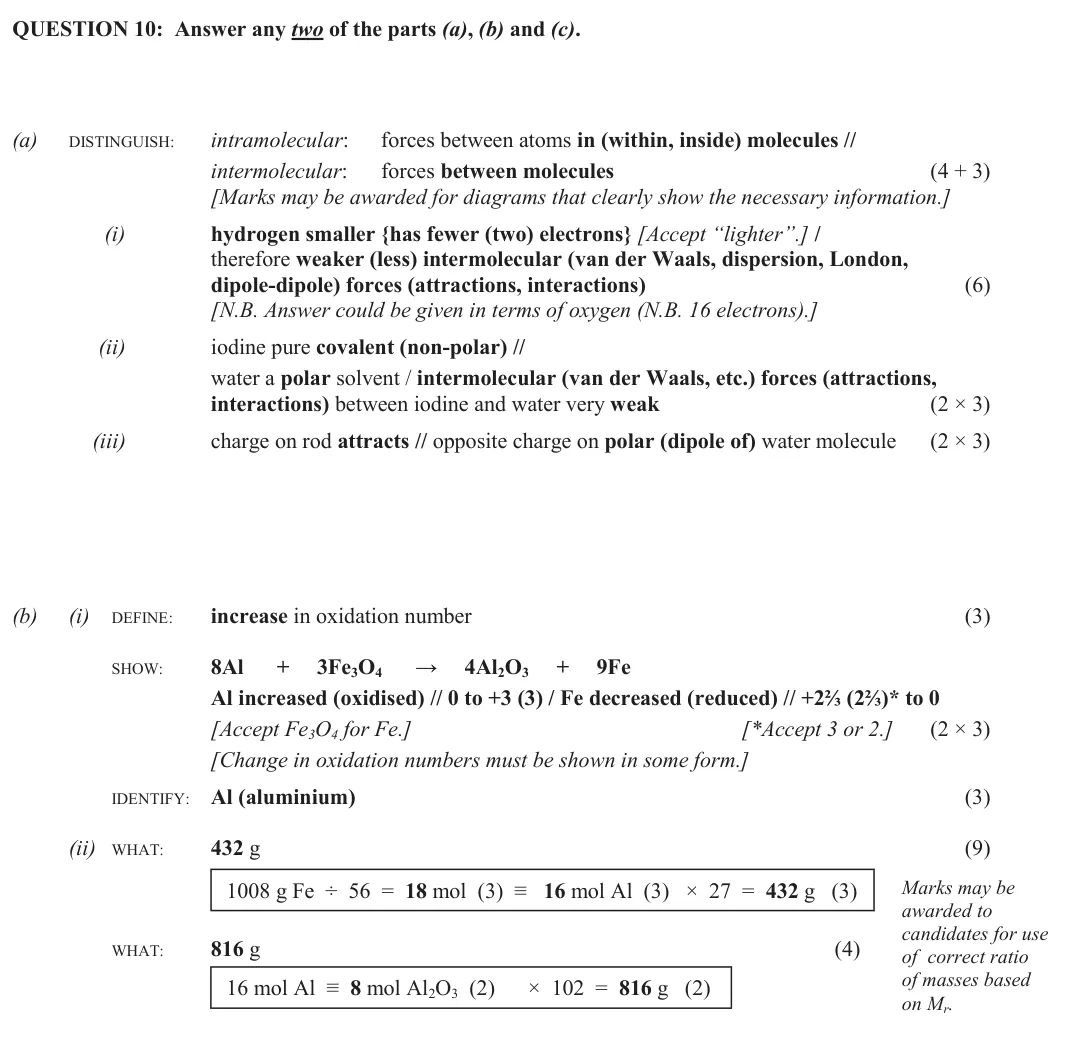 QUESTION 10: Answer any two of the parts (a), (b) and (c).
(a) DISTINGUISH: intramolecular: forces between atoms in (within, inside) molecules //
intermolecular: forces between molecules (4 + 3)
[Marks may be awarded for diagrams that clearly show the necessary information.]
(i) hydrogen smaller {has fewer (two) electrons} [Accept “lighter”.] /
therefore weaker (less) intermolecular (van der Waals, dispersion, London,
dipole-dipole) forces (attractions, interactions) (6)
[N.B. Answer could be given in terms of oxygen (N.B. 16 electrons).]
(ii) iodine pure covalent (non-polar) //
water a polar solvent / intermolecular (van der Waals, etc.) forces (attractions,
interactions) between iodine and water very weak (2 × 3)
(iii) charge on rod attracts // opposite charge on polar (dipole of) water molecule (2 × 3)
(b) (i) DEFINE: increase in oxidation number (3)
SHOW: 8Al + 3Fe₃O₄ → 4Al₂O₃ + 9Fe
Al increased (oxidised) // 0 to +3 (3) / Fe decreased (reduced) // +2⅔ (2⅔)* to 0
[Accept Fe₃O₄ for Fe.] [*Accept 3 or 2.] (2 × 3)
[Change in oxidation numbers must be shown in some form.]
IDENTIFY: Al (aluminium) (3)
(ii) WHAT: 432 g (9)
1008 g Fe ÷ 56 = 18 mol (3) ≡ 16 mol Al (3) × 27 = 432 g (3)
Marks may be
awarded to
candidates for use
of correct ratio
of masses based
on Mᵣ.
WHAT: 816 g (4)
16 mol Al ≡ 8 mol Al₂O₃ (2) × 102 = 816 g (2)